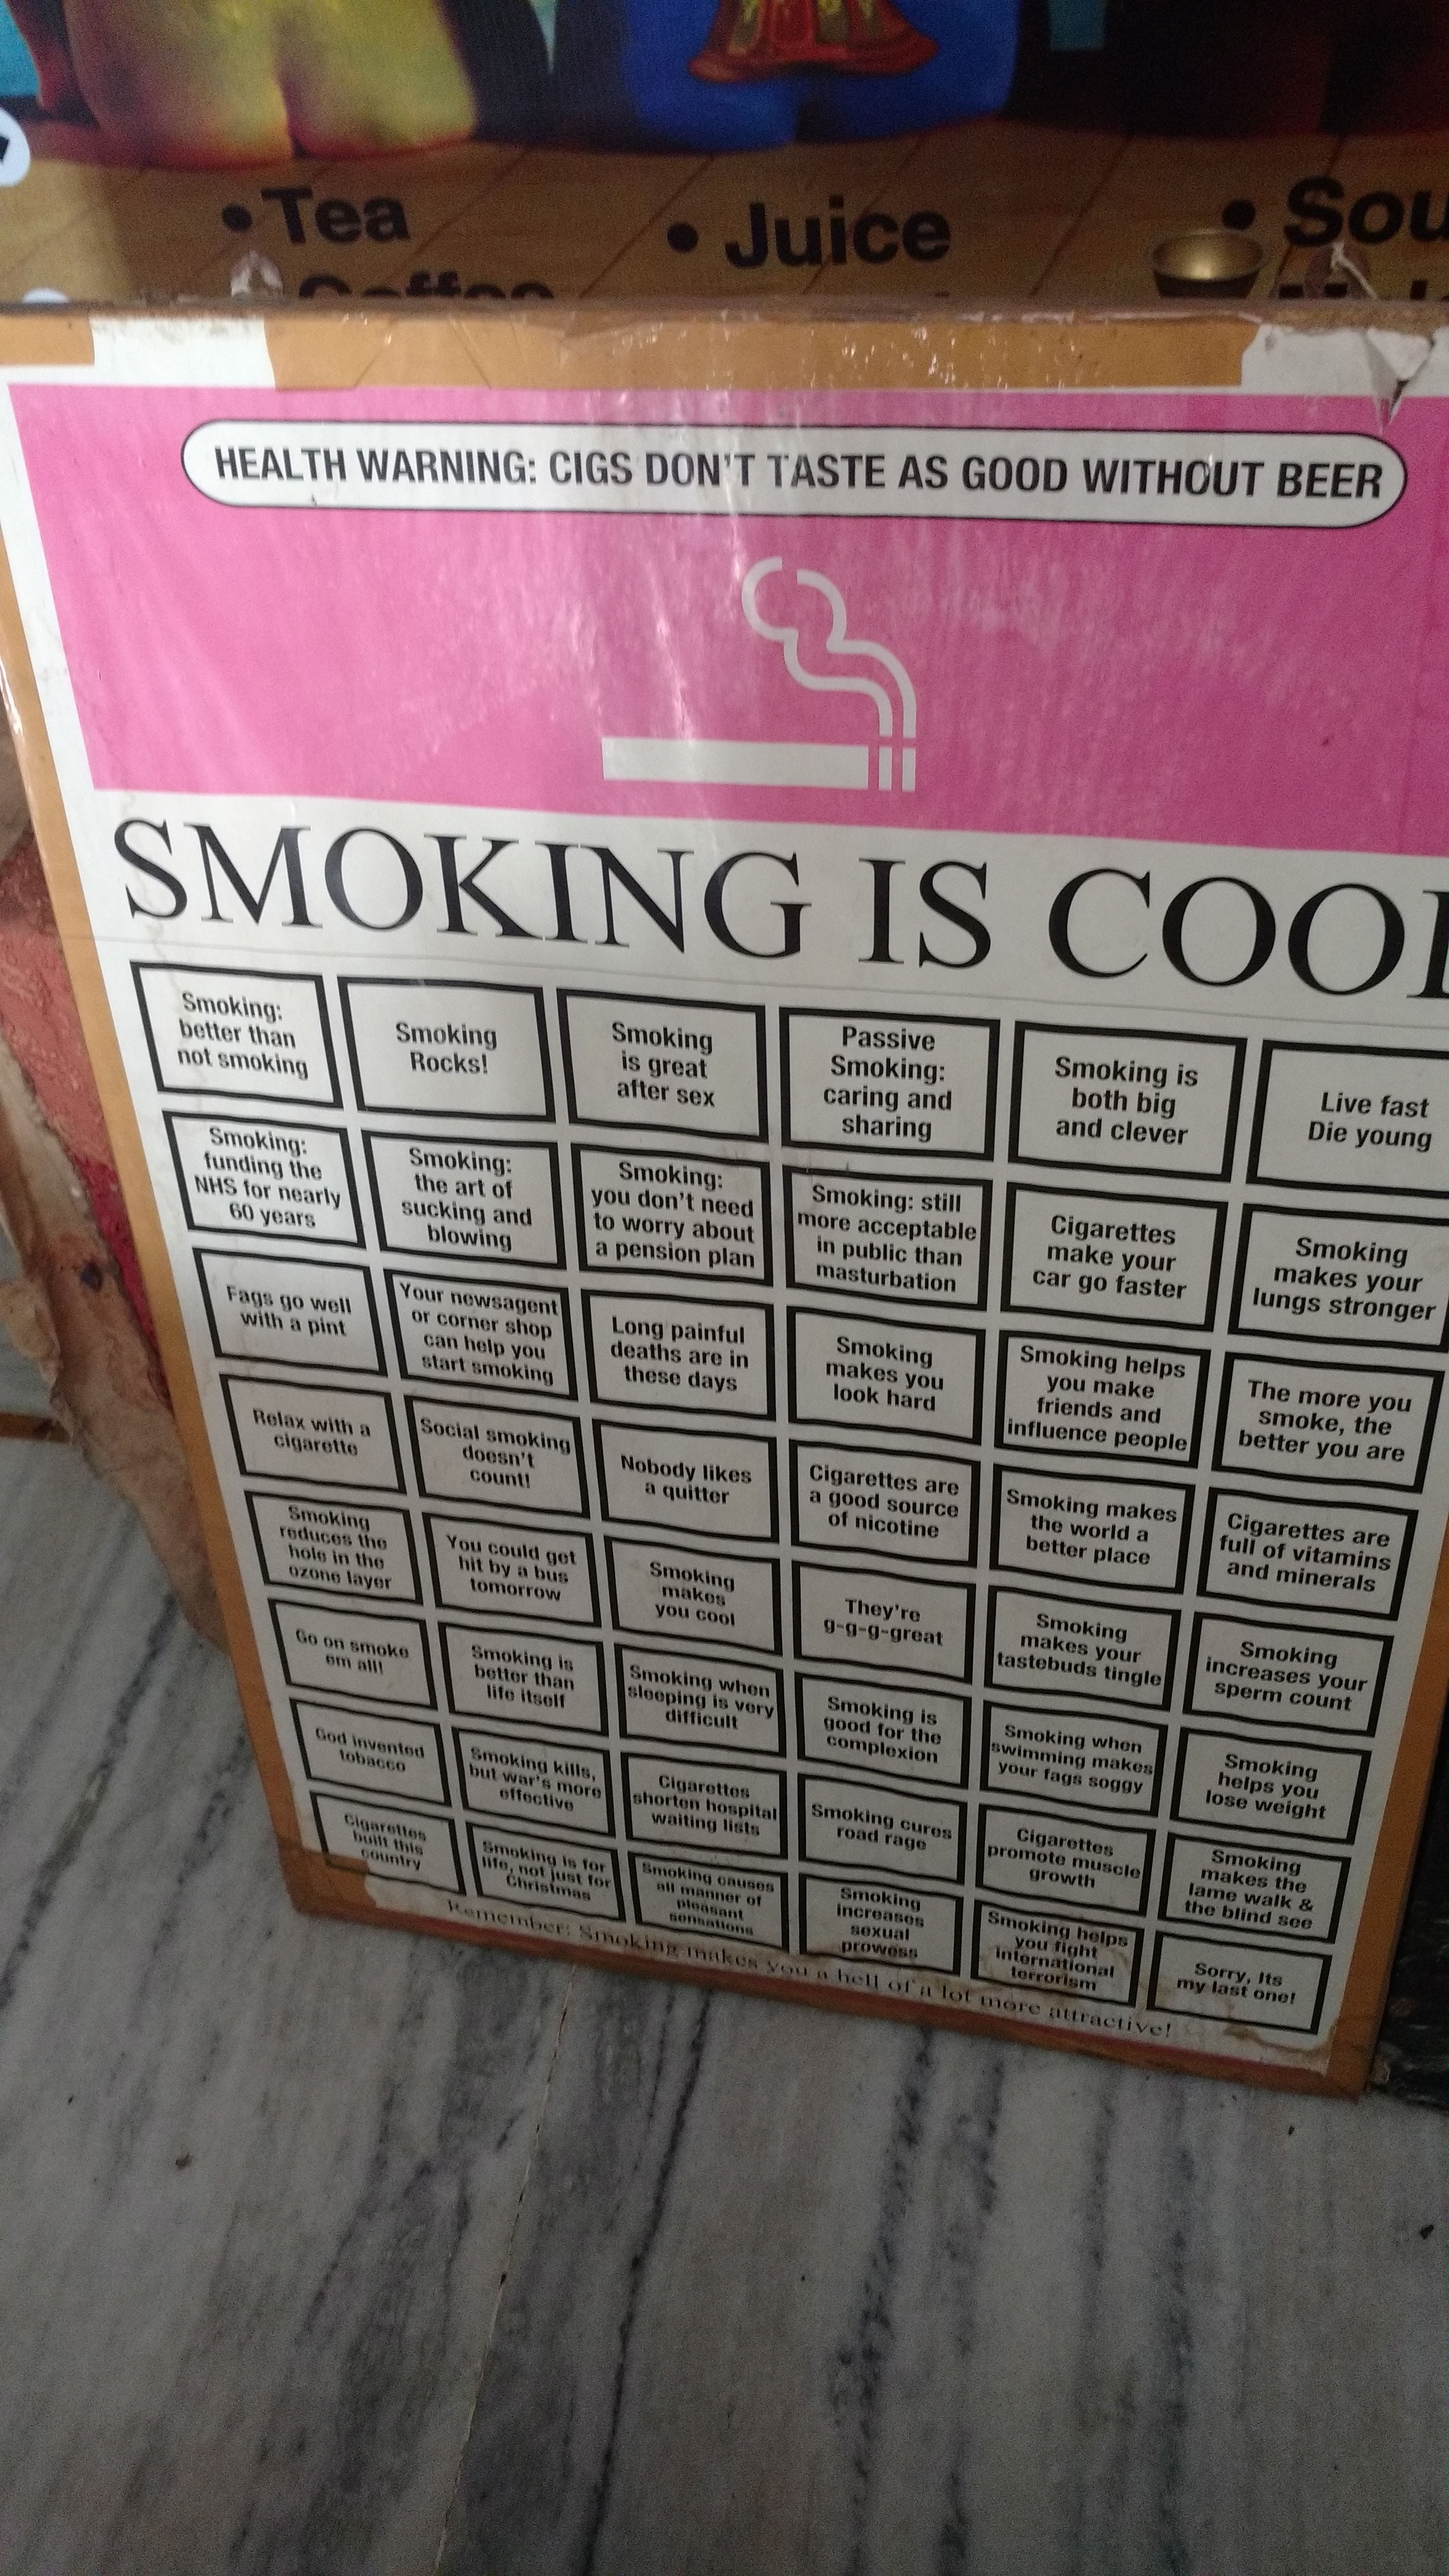 • Tea
• Juice
• Sou
Coffee
HEALTH WARNING: CIGS DON'T TASTE AS GOOD WITHOUT BEER
SMOKING IS COOL
Smoking:
better than
not smoking
Smoking
Rocks!
Smoking
is great
after sex
Passive
Smoking:
caring and
sharing
Smoking is
both big
and clever
Live fast
Die young
Smoking:
funding the
NHS for nearly
60 years
Smoking:
the art of
sucking and
blowing
Smoking:
you don't need
to worry about
a pension plan
Smoking: still
more acceptable
in public than
masturbation
Cigarettes
make your
car go faster
Smoking
makes your
lungs stronger
Fags go well
with a pint
Your newsagent
or corner shop
can help you
start smoking
Long painful
deaths are in
these days
Smoking
makes you
look hard
Smoking helps
you make
friends and
influence people
The more you
smoke, the
better you are
Relax with a
cigarette
Social smoking
doesn't
count!
Nobody likes
a quitter
Cigarettes are
a good source
of nicotine
Smoking makes
the world a
better place
Cigarettes are
full of vitamins
and minerals
Smoking
reduces the
hole in the
ozone layer
You could get
hit by a bus
tomorrow
Smoking
makes
you cool
They're
g-g-g-great
Smoking
makes your
tastebuds tingle
Smoking
increases your
sperm count
Go on smoke
em all!
Smoking is
better than
life itself
Smoking when
sleeping is very
difficult
Smoking is
good for the
complexion
Smoking when
swimming makes
your fags soggy
Smoking
helps you
lose weight
God invented
tobacco
Smoking kills,
but war's more
effective
Cigarettes
shorten hospital
waiting lists
Smoking cures
road rage
Cigarettes
promote muscle
growth
Smoking
makes the
lame walk &
the blind see
Cigarettes
built this
country
Smoking is for
life, not just for
Christmas
Smoking causes
all manner of
pleasant
sensations
Smoking
increases
sexual
prowess
Smoking helps
you fight
international
terrorism
Sorry, Its
my last one!
Remember: Smoking makes you a hell of a lot more attractive!